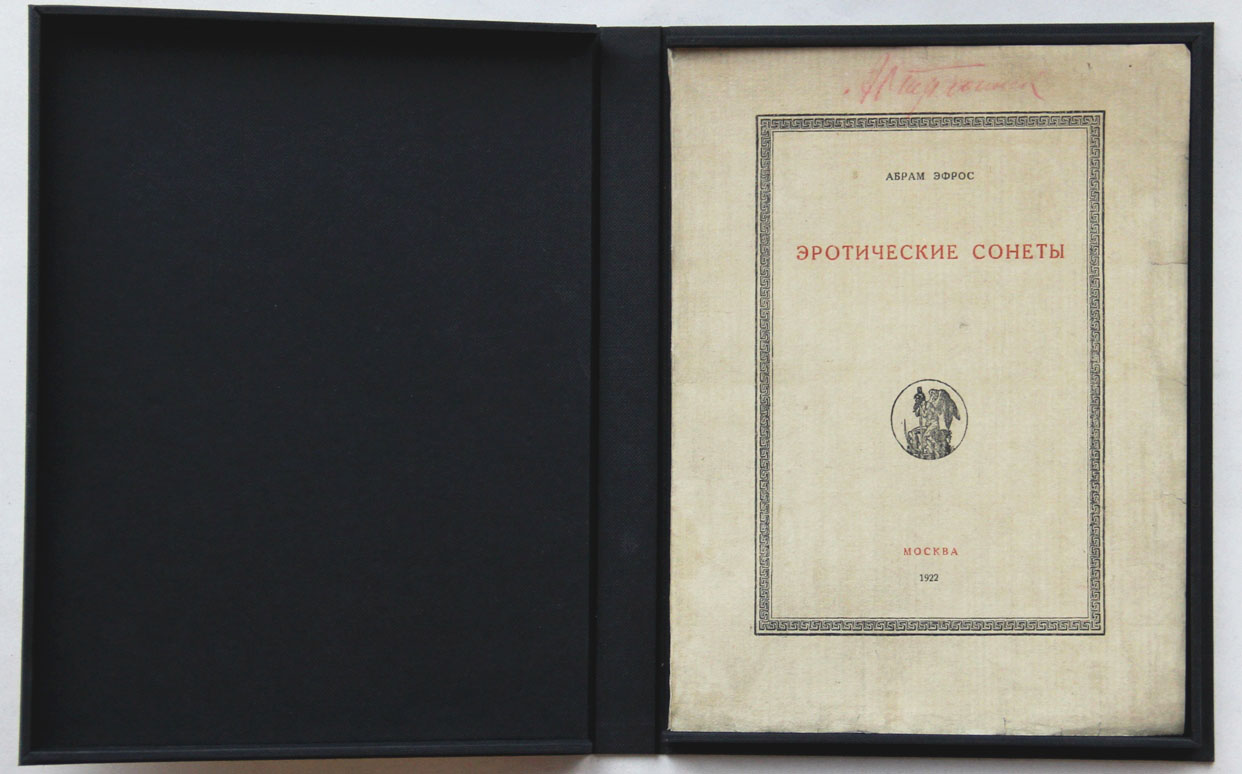 АБРАМ ЭФРОС
ЭРОТИЧЕСКИЕ СОНЕТЫ
МОСКВА
1922